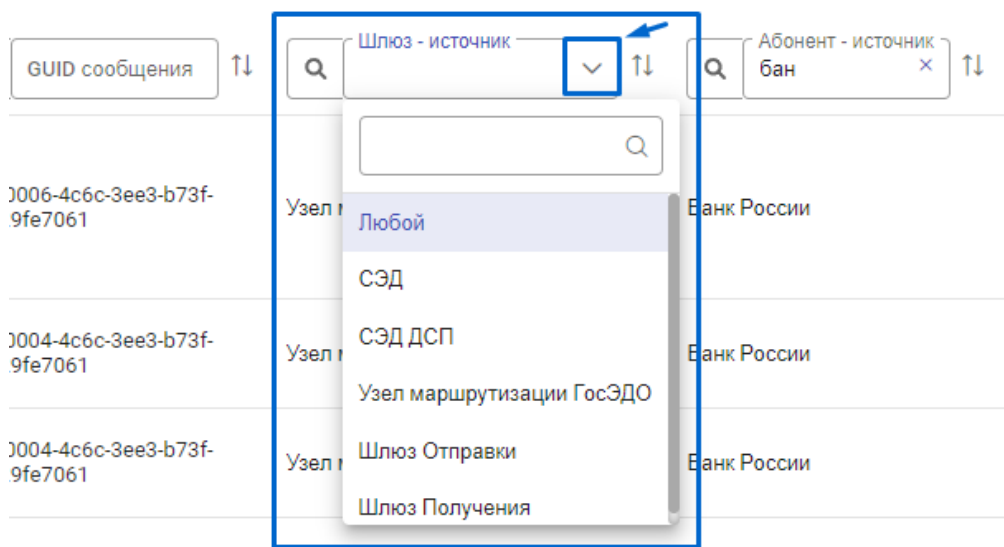 GUID сообщения
Шлюз - источник
Абонент - источник
бан
Любой
СЭД
СЭД ДСП
Узел маршрутизации ГосЭДО
Шлюз Отправки
Шлюз Получения
0006-4c6c-3ee3-b73f-
9fe7061
Узел
Банк России
0004-4c6c-3ee3-b73f-
9fe7061
Узел
Банк России
0004-4c6c-3ee3-b73f-
9fe7061
Узел
Банк России